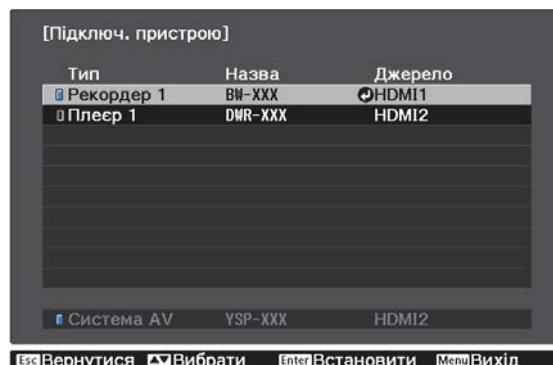 [Підключ. пристрою]
Тип Назва Джерело
Рекордер 1 BW-XXX HDMI1
Плеєр 1 DWR-XXX HDMI2
Система AV YSP-XXX HDMI2
Esc Вернутися Вибрати Enter Встановити Menu Вихід